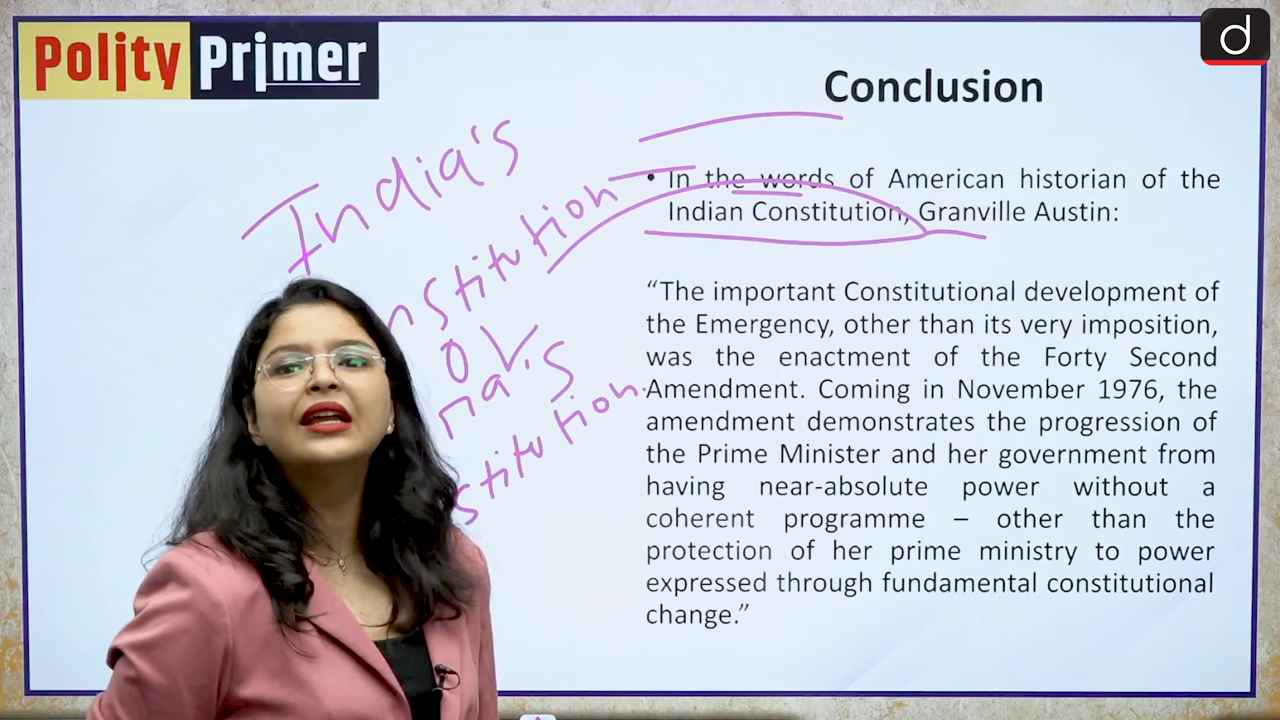 Polity Primer
d
Conclusion
• In the words of American historian of the
Indian Constitution, Granville Austin:
“The important Constitutional development of
the Emergency, other than its very imposition,
was the enactment of the Forty Second
Amendment. Coming in November 1976, the
amendment demonstrates the progression of
the Prime Minister and her government from
having near-absolute power without a
coherent programme – other than the
protection of her prime ministry to power
expressed through fundamental constitutional
change.”
India's
nstitution
stitution.